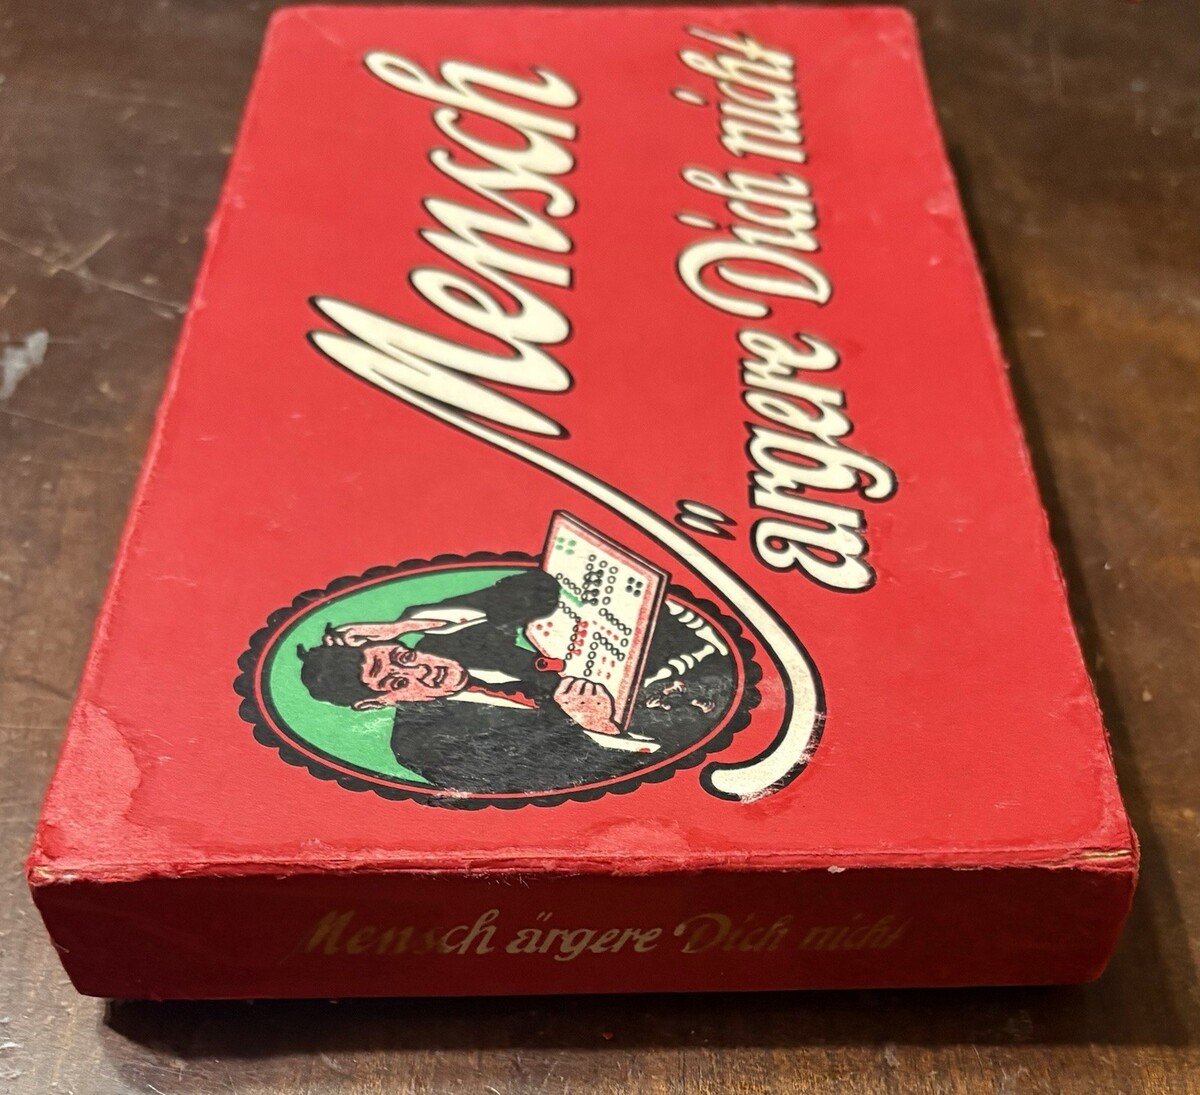 Mensch
ärgere Dich nicht
Mensch ärgere Dich nicht